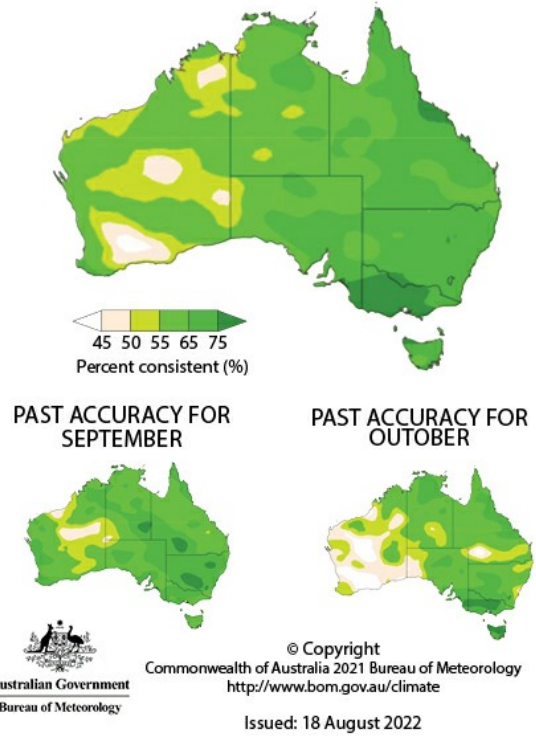 45 50 55 65 75
Percent consistent (%)
PAST ACCURACY FOR
SEPTEMBER
PAST ACCURACY FOR
OUTOBER
ustralian Government
Bureau of Meteorology
© Copyright
Commonwealth of Australia 2021 Bureau of Meteorology
http://www.bom.gov.au/climate
Issued: 18 August 2022